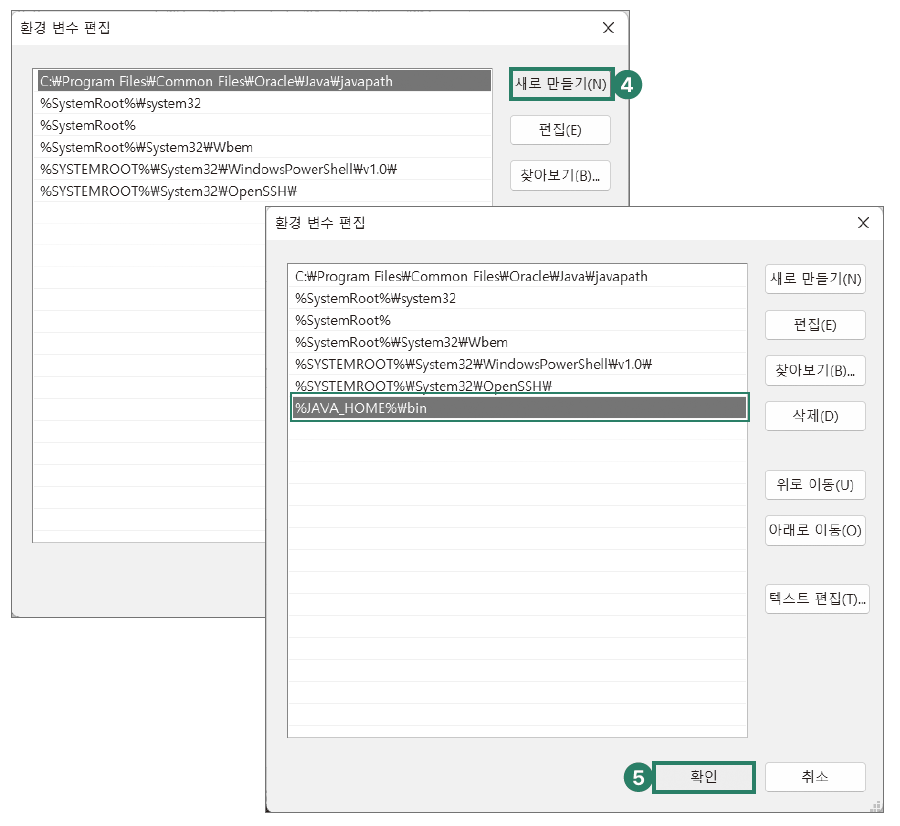 환경 변수 편집
C:₩Program Files₩Common Files₩Oracle₩Java₩javapath
%SystemRoot%₩system32
%SystemRoot%
%SystemRoot%₩System32₩Wbem
%SYSTEMROOT%₩System32₩WindowsPowerShell₩v1.0₩
%SYSTEMROOT%₩System32₩OpenSSH₩
새로 만들기(N)
4
편집(E)
찾아보기(B)...
환경 변수 편집
C:₩Program Files₩Common Files₩Oracle₩Java₩javapath
%SystemRoot%₩system32
%SystemRoot%
%SystemRoot%₩System32₩Wbem
%SYSTEMROOT%₩System32₩WindowsPowerShell₩v1.0₩
%SYSTEMROOT%₩System32₩OpenSSH₩
%JAVA_HOME%₩bin
새로 만들기(N)
편집(E)
찾아보기(B)...
삭제(D)
위로 이동(U)
아래로 이동(O)
텍스트 편집(T)...
5
확인
취소